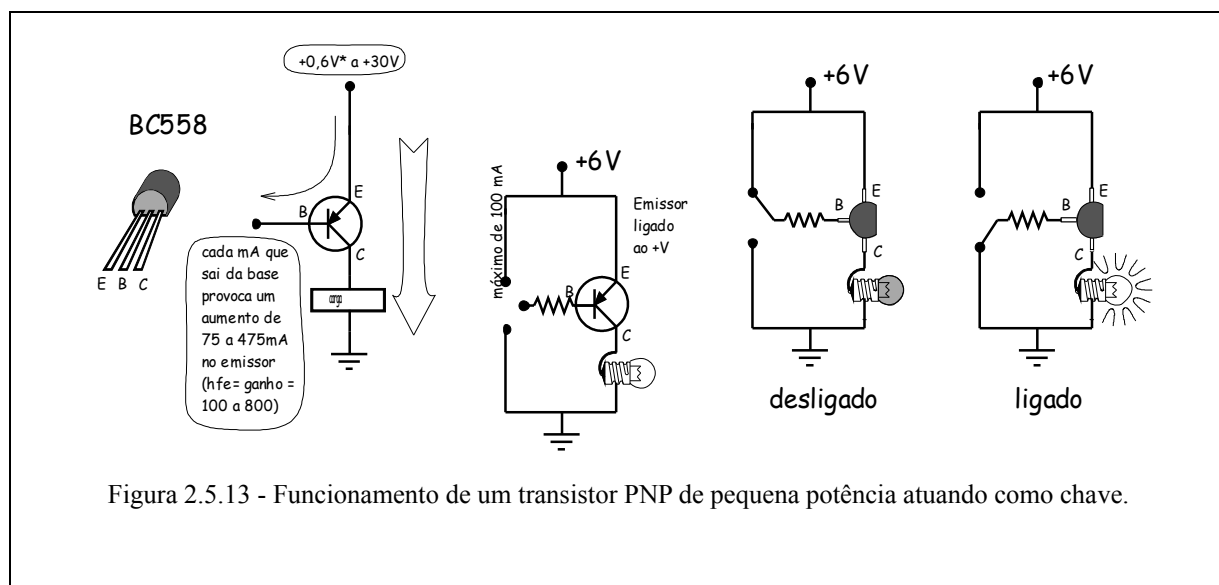 +0,6V* a +30V
BC558
E B C
E
B
C
cada mA que
sai da base
provoca um
aumento de
75 a 475mA
no emissor
(hfe= ganho =
100 a 800)
carga
máximo de 100 mA
+6V
Emissor
ligado
ao +V
E
B
C
+6V
E
B
C
desligado
+6V
E
B
C
ligado
Figura 2.5.13 - Funcionamento de um transistor PNP de pequena potência atuando como chave.